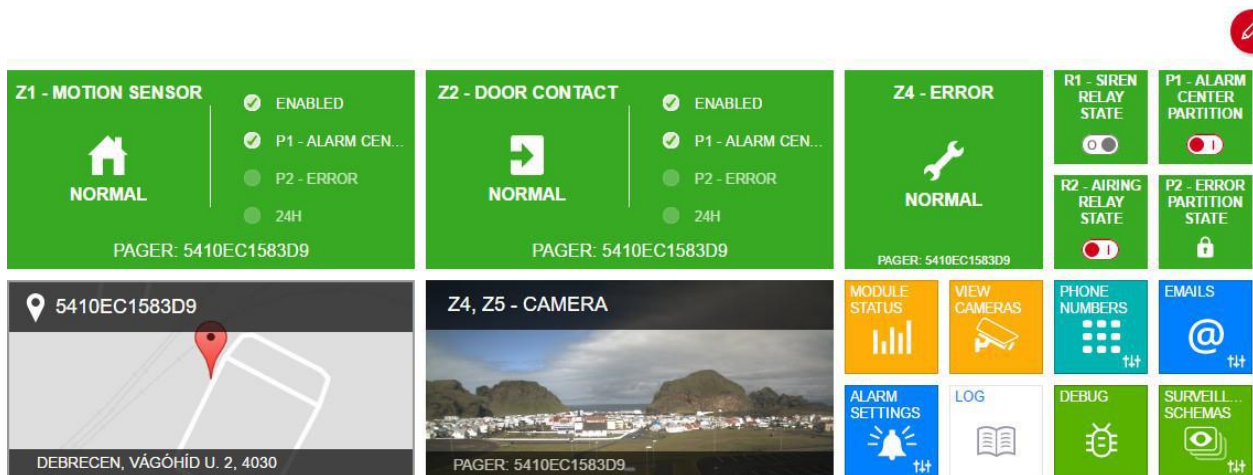 Z1 - MOTION SENSOR
ENABLED
P1 - ALARM CEN...
P2 - ERROR
24H
NORMAL
PAGER: 5410EC1583D9
Z2 - DOOR CONTACT
ENABLED
P1 - ALARM CEN...
P2 - ERROR
24H
NORMAL
PAGER: 5410EC1583D9
Z4 - ERROR
NORMAL
PAGER: 5410EC1583D9
R1 - SIREN
RELAY
STATE
O
P1 - ALARM
CENTER
PARTITION
I
R2 - AIRING
RELAY
STATE
I
P2 - ERROR
PARTITION
STATE
5410EC1583D9
DEBRECEN, VÁGÓHÍD U. 2, 4030
Z4, Z5 - CAMERA
PAGER: 5410EC1583D9
MODULE
STATUS
VIEW
CAMERAS
PHONE
NUMBERS
EMAILS
@
ALARM
SETTINGS
LOG
DEBUG
SURVEILL...
SCHEMAS